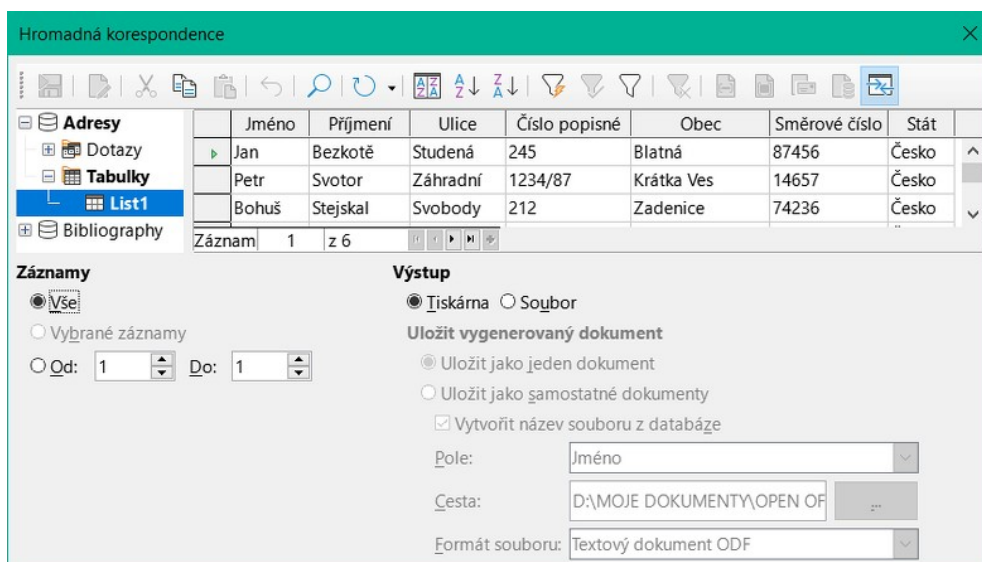 Hromadná korespondence
Adresy
Dotazy
Tabulky
List1
Bibliography
Jméno Příjmení Ulice Číslo popisné Obec Směrové číslo Stát
Jan Bezkotě Studená 245 Blatná 87456 Česko
Petr Svotor Záhradní 1234/87 Krátka Ves 14657 Česko
Bohuš Stejskal Svobody 212 Zadenice 74236 Česko
Záznam 1 z 6
Záznamy
Vše
Vybrané záznamy
Od: 1 Do: 1
Výstup
Tiskárna Soubor
Uložit vygenerovaný dokument
Uložit jako jeden dokument
Uložit jako samostatné dokumenty
Vytvořit název souboru z databáze
Pole: Jméno
Cesta: D:\MOJE DOKUMENTY\OPEN OF ...
Formát souboru: Textový dokument ODF